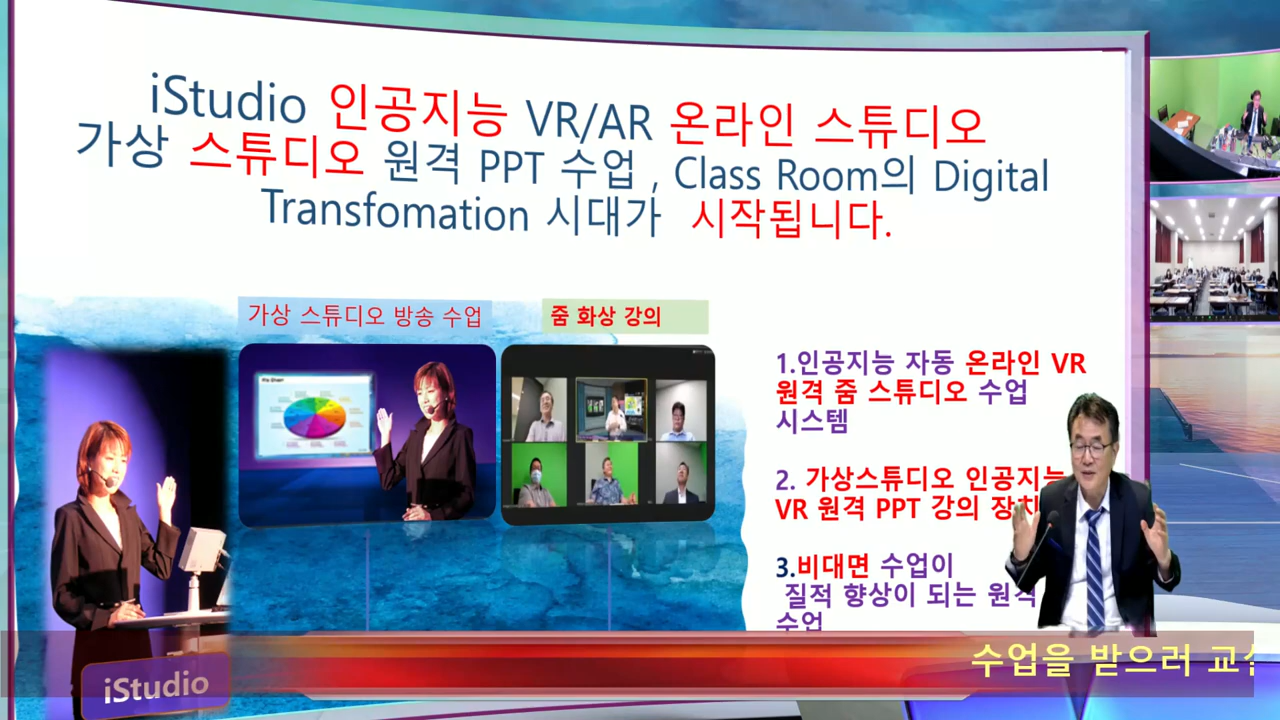 iStudio 인공지능 VR/AR 온라인 스튜디오
가상 스튜디오 원격 PPT 수업 , Class Room의 Digital
Transfomation 시대가 시작됩니다.
가상 스튜디오 방송 수업
줌 화상 강의
1.인공지능 자동 온라인 VR
원격 줌 스튜디오 수업
시스템
2. 가상스튜디오 인공지능
VR 원격 PPT 강의 장치
3.비대면 수업이
질적 향상이 되는 원격
수업
수업을 받으러
iStudio